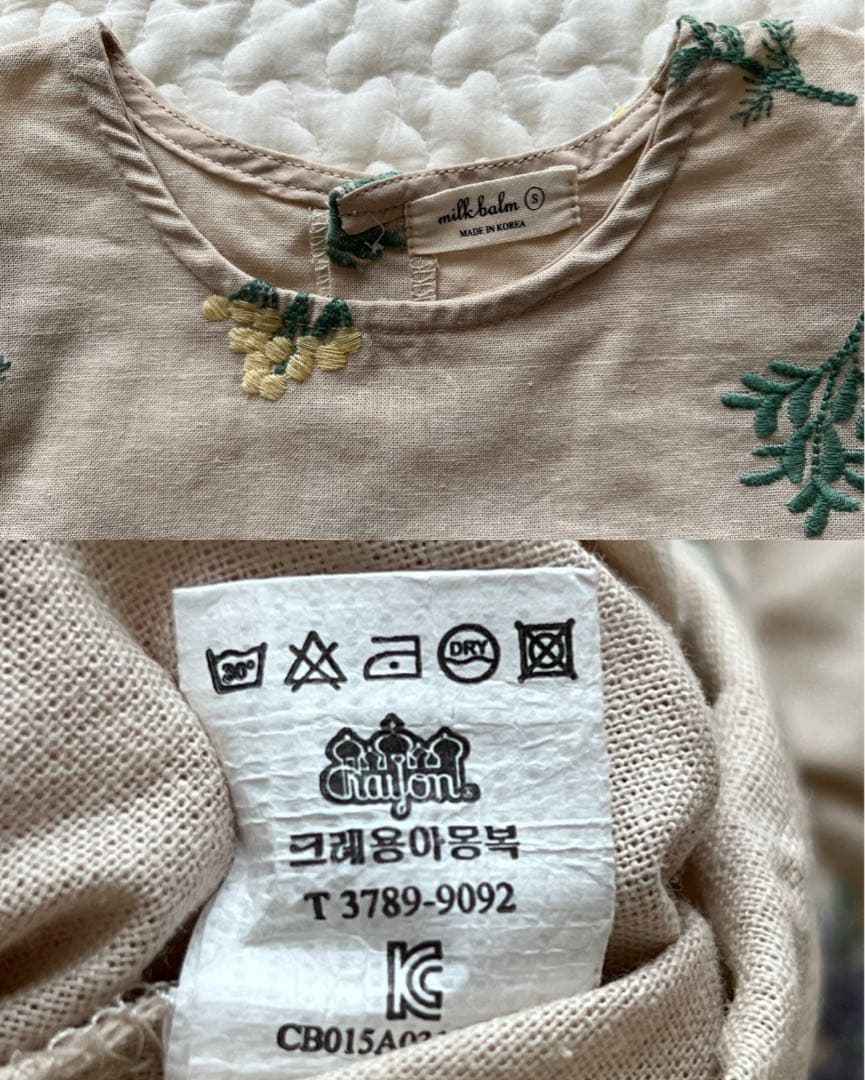 milk balm S
MADE IN KOREA
30° DRY
Crayon
크레용아몽복
T 3789-9092
KC